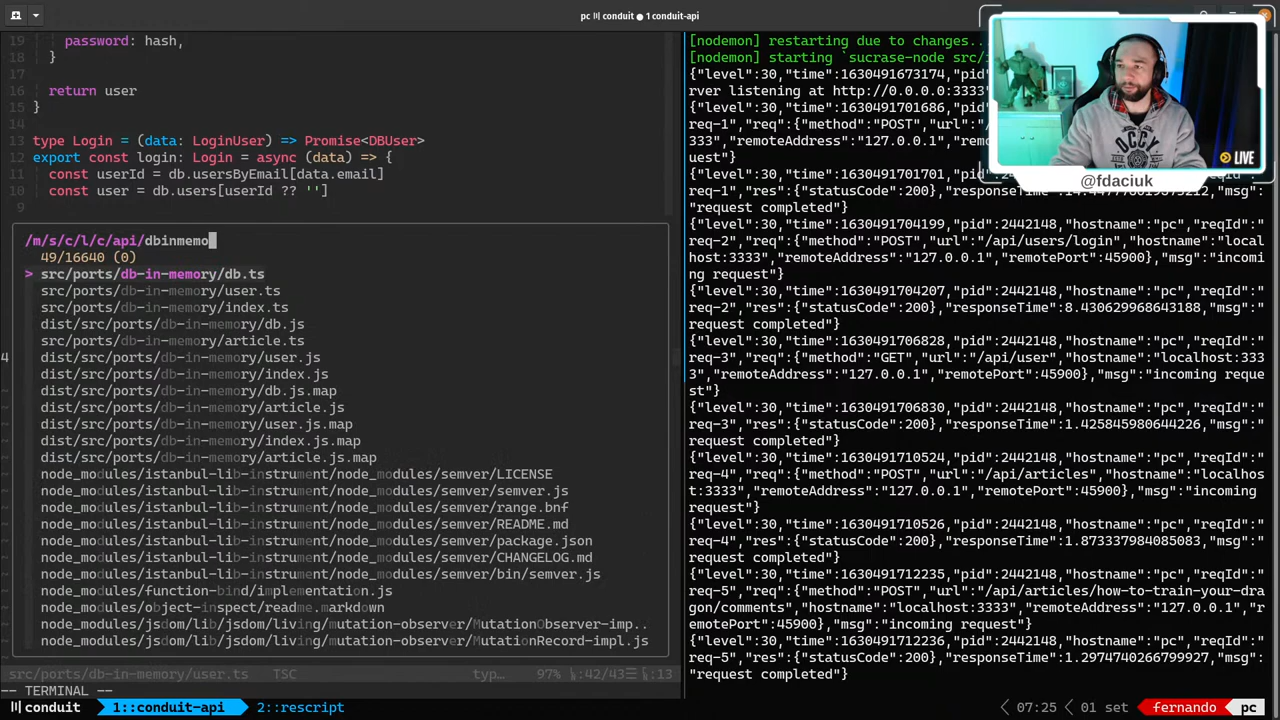 pc ⁞ conduit ● 1 conduit-api
19 password: hash,
18 }
17
16 return user
15 }
14
13 type Login = (data: LoginUser) => Promise<DBUser>
12 export const login: Login = async (data) => {
11 const userId = db.usersByEmail[data.email]
10 const user = db.users[userId ?? '']
/m/s/c/l/c/api/dbinmemo
49/16640 (0)
> src/ports/db-in-memory/db.ts
src/ports/db-in-memory/user.ts
src/ports/db-in-memory/index.ts
dist/src/ports/db-in-memory/db.js
src/ports/db-in-memory/article.ts
4 dist/src/ports/db-in-memory/user.js
dist/src/ports/db-in-memory/index.js
dist/src/ports/db-in-memory/db.js.map
dist/src/ports/db-in-memory/article.js
dist/src/ports/db-in-memory/user.js.map
dist/src/ports/db-in-memory/index.js.map
dist/src/ports/db-in-memory/article.js.map
node_modules/istanbul-lib-instrument/node_modules/semver/LICENSE
node_modules/istanbul-lib-instrument/node_modules/semver/semver.js
node_modules/istanbul-lib-instrument/node_modules/semver/range.bnf
node_modules/istanbul-lib-instrument/node_modules/semver/README.md
node_modules/istanbul-lib-instrument/node_modules/semver/package.json
node_modules/istanbul-lib-instrument/node_modules/semver/CHANGELOG.md
node_modules/istanbul-lib-instrument/node_modules/semver/bin/semver.js
node_modules/function-bind/implementation.js
node_modules/object-inspect/readme.markdown
node_modules/jsdom/lib/jsdom/living/mutation-observer/MutationObserver-imp..
node_modules/jsdom/lib/jsdom/living/mutation-observer/MutationRecord-impl.js
src/ports/db-in-memory/user.ts typ… 97% :42/43 :13
-- TERMINAL --
conduit 1::conduit-api 2::rescript
[nodemon] restarting due to changes..
[nodemon] starting `sucrase-node src/
{"level":30,"time":1630491673174,"pid
rver listening at http://0.0.0.0:3333"
{"level":30,"time":1630491701686,"pid
req-1","req":{"method":"POST","url":"/
333","remoteAddress":"127.0.0.1","remo
uest"}
{"level":30,"time":1630491701701,"pid":2
req-1","res":{"statusCode":200},"responseTime":14.447776019573212,"msg":
"request completed"}
{"level":30,"time":1630491704199,"pid":2442148,"hostname":"pc","reqId":"
req-2","req":{"method":"POST","url":"/api/users/login","hostname":"local
host:3333","remoteAddress":"127.0.0.1","remotePort":45900},"msg":"incomi
ng request"}
{"level":30,"time":1630491704207,"pid":2442148,"hostname":"pc","reqId":"
req-2","res":{"statusCode":200},"responseTime":8.430629968643188,"msg":"
request completed"}
{"level":30,"time":1630491706828,"pid":2442148,"hostname":"pc","reqId":"
req-3","req":{"method":"GET","url":"/api/user","hostname":"localhost:333
3","remoteAddress":"127.0.0.1","remotePort":45900},"msg":"incoming reque
st"}
{"level":30,"time":1630491706830,"pid":2442148,"hostname":"pc","reqId":"
req-3","res":{"statusCode":200},"responseTime":1.425845980644226,"msg":"
request completed"}
{"level":30,"time":1630491710524,"pid":2442148,"hostname":"pc","reqId":"
req-4","req":{"method":"POST","url":"/api/articles","hostname":"localhos
t:3333","remoteAddress":"127.0.0.1","remotePort":45900},"msg":"incoming
request"}
{"level":30,"time":1630491710526,"pid":2442148,"hostname":"pc","reqId":"
req-4","res":{"statusCode":200},"responseTime":1.873337984085083,"msg":"
request completed"}
{"level":30,"time":1630491712235,"pid":2442148,"hostname":"pc","reqId":"
req-5","req":{"method":"POST","url":"/api/articles/how-to-train-your-dra
gon/comments","hostname":"localhost:3333","remoteAddress":"127.0.0.1","r
emotePort":45900},"msg":"incoming request"}
{"level":30,"time":1630491712236,"pid":2442148,"hostname":"pc","reqId":"
req-5","res":{"statusCode":200},"responseTime":1.2974740266799927,"msg":
"request completed"}
07:25 01 set fernando pc
OCCY
LIVE
@fdaciuk